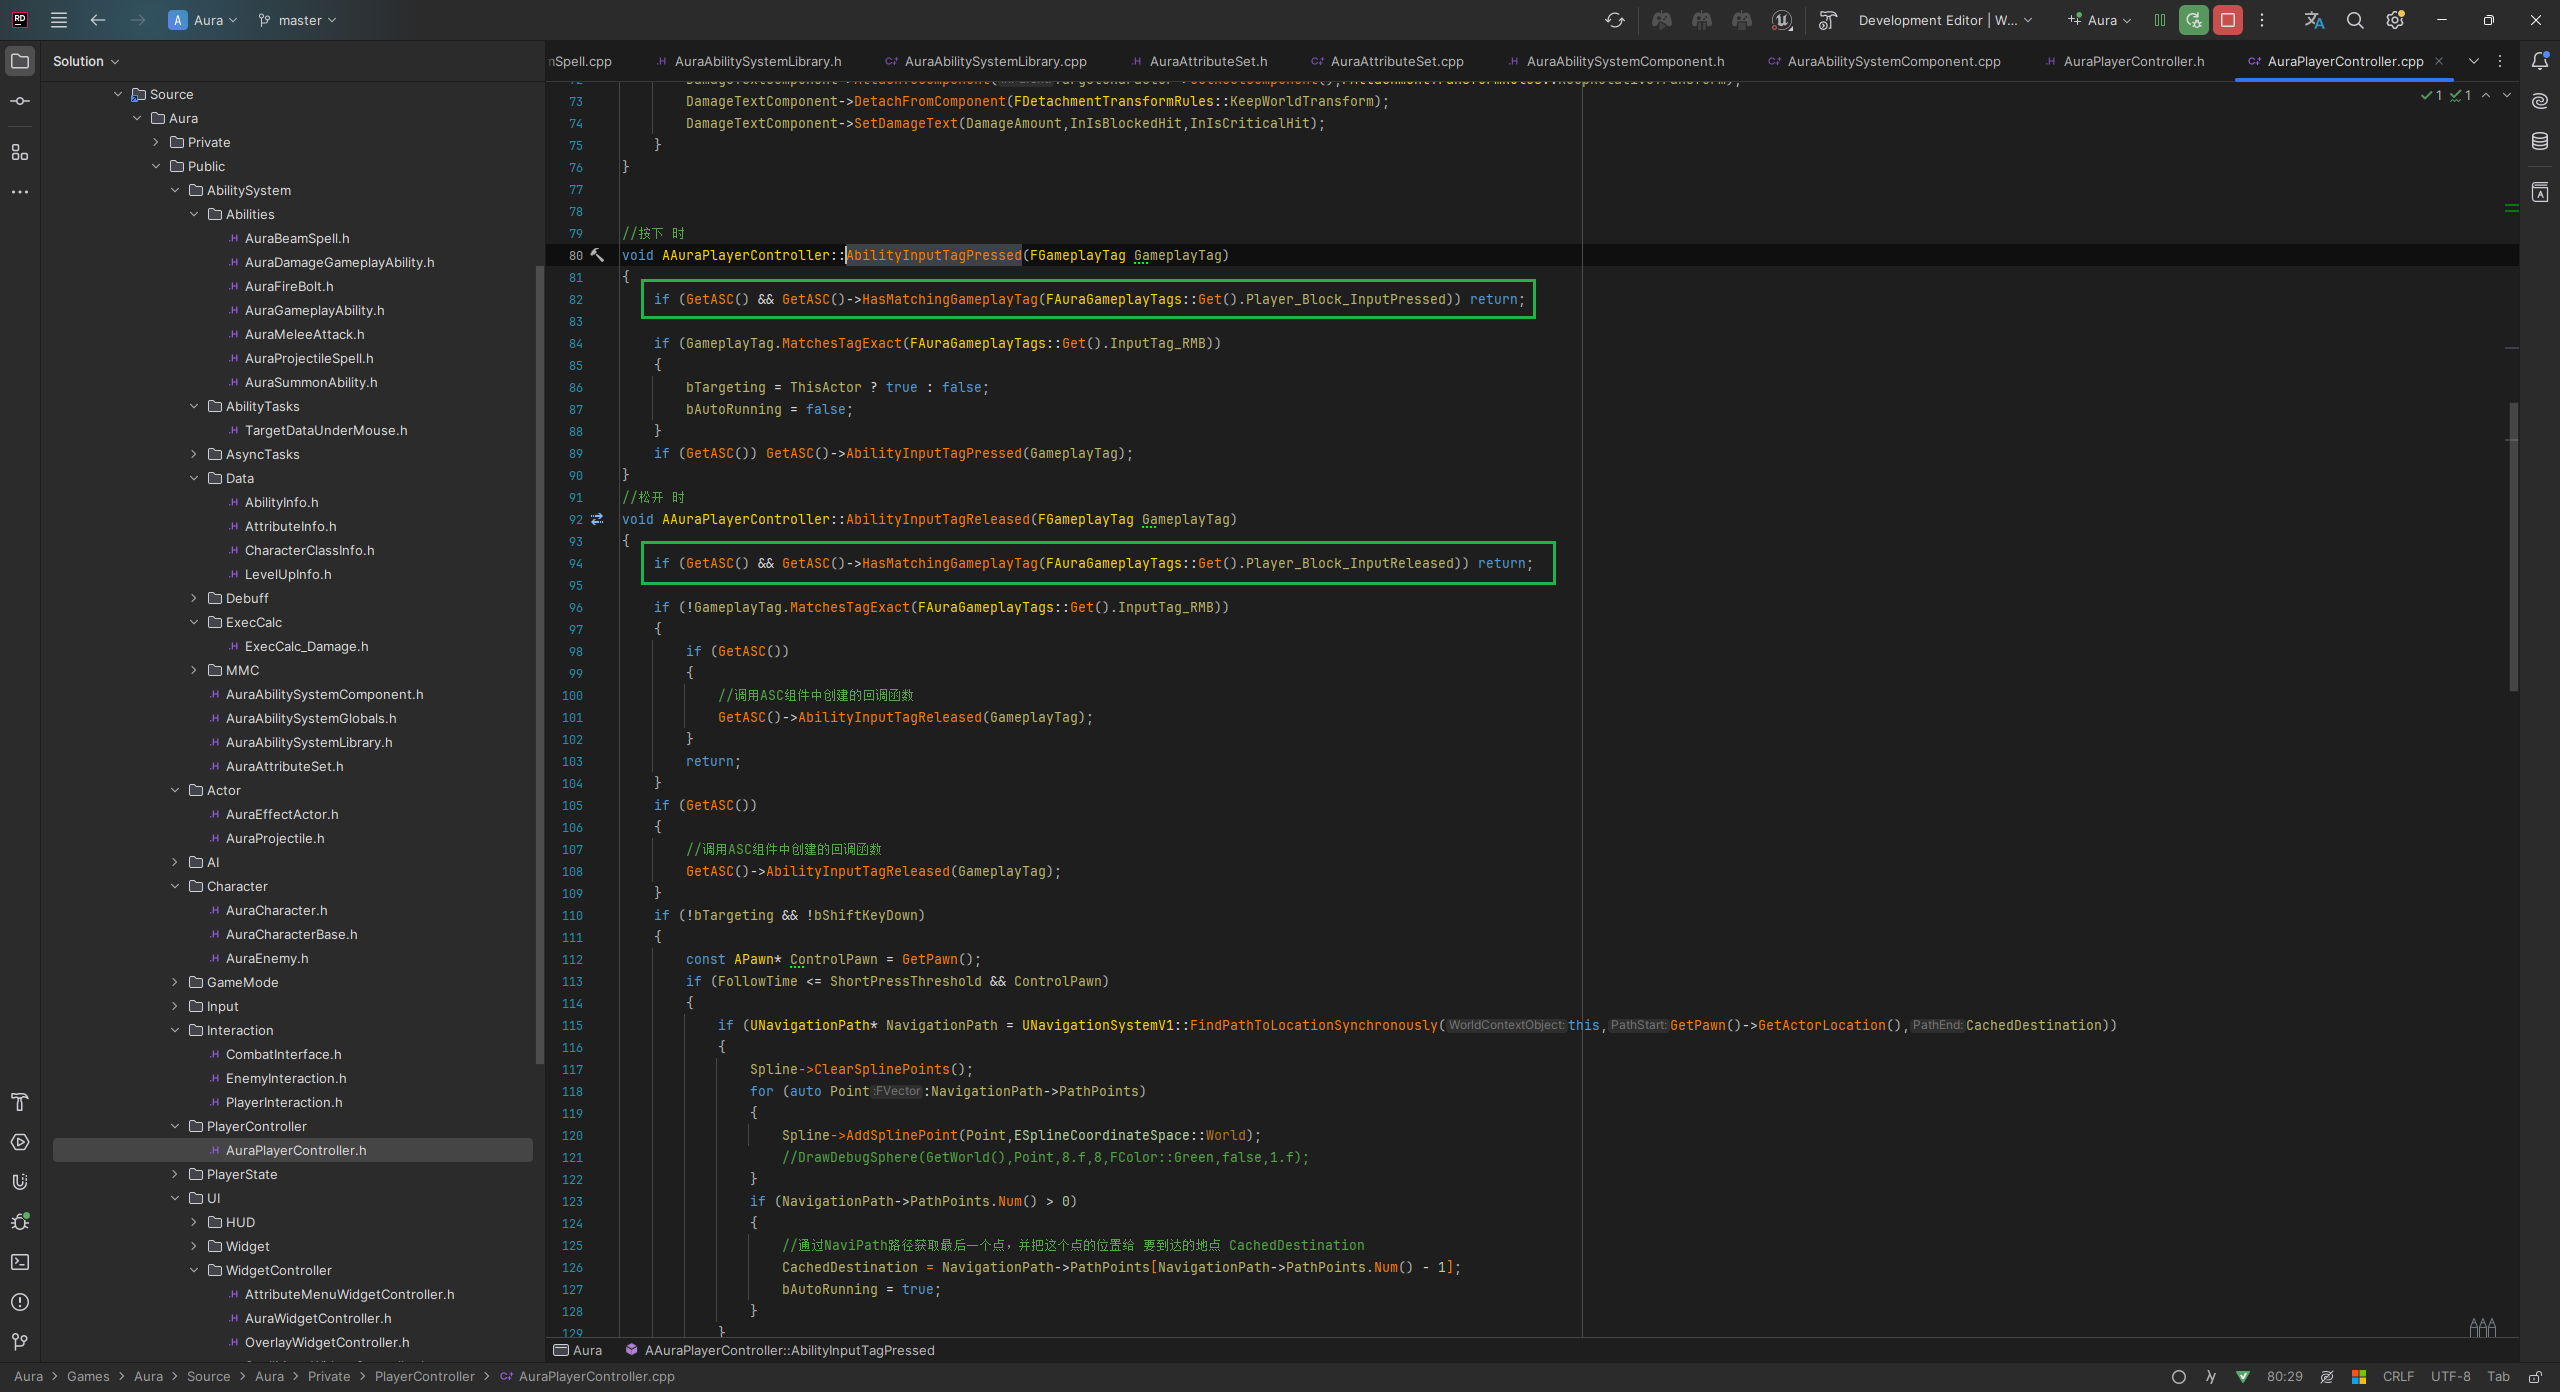 Aura
master
Development Editor | W...
Aura
Solution
Source
Aura
Private
Public
AbilitySystem
Abilities
AuraBeamSpell.h
AuraDamageGameplayAbility.h
AuraFireBolt.h
AuraGameplayAbility.h
AuraMeleeAttack.h
AuraProjectileSpell.h
AuraSummonAbility.h
AbilityTasks
TargetDataUnderMouse.h
AsyncTasks
Data
AbilityInfo.h
AttributeInfo.h
CharacterClassInfo.h
LevelUpInfo.h
Debuff
ExecCalc
ExecCalc_Damage.h
MMC
AuraAbilitySystemComponent.h
AuraAbilitySystemGlobals.h
AuraAbilitySystemLibrary.h
AuraAttributeSet.h
Actor
AuraEffectActor.h
AuraProjectile.h
AI
Character
AuraCharacter.h
AuraCharacterBase.h
AuraEnemy.h
GameMode
Input
Interaction
CombatInterface.h
EnemyInteraction.h
PlayerInteraction.h
PlayerController
AuraPlayerController.h
PlayerState
UI
HUD
Widget
WidgetController
AttributeMenuWidgetController.h
AuraWidgetController.h
OverlayWidgetController.h
mSpell.cpp
AuraAbilitySystemLibrary.h
AuraAbilitySystemLibrary.cpp
AuraAttributeSet.h
AuraAttributeSet.cpp
AuraAbilitySystemComponent.h
AuraAbilitySystemComponent.cpp
AuraPlayerController.h
AuraPlayerController.cpp
1 1
73 DamageTextComponent->DetachFromComponent(FDetachmentTransformRules::KeepWorldTransform);
74 DamageTextComponent->SetDamageText(DamageAmount,InIsBlockedHit,InIsCriticalHit);
75 }
76 }
77
78
79 //按下 时
80 void AAuraPlayerController::AbilityInputTagPressed(FGameplayTag GameplayTag)
81 {
82 if (GetASC() && GetASC()->HasMatchingGameplayTag(FAuraGameplayTags::Get().Player_Block_InputPressed)) return;
83
84 if (GameplayTag.MatchesTagExact(FAuraGameplayTags::Get().InputTag_RMB))
85 {
86 bTargeting = ThisActor ? true : false;
87 bAutoRunning = false;
88 }
89 if (GetASC()) GetASC()->AbilityInputTagPressed(GameplayTag);
90 }
91 //松开 时
92 void AAuraPlayerController::AbilityInputTagReleased(FGameplayTag GameplayTag)
93 {
94 if (GetASC() && GetASC()->HasMatchingGameplayTag(FAuraGameplayTags::Get().Player_Block_InputReleased)) return;
95
96 if (!GameplayTag.MatchesTagExact(FAuraGameplayTags::Get().InputTag_RMB))
97 {
98 if (GetASC())
99 {
100 //调用ASC组件中创建的回调函数
101 GetASC()->AbilityInputTagReleased(GameplayTag);
102 }
103 return;
104 }
105 if (GetASC())
106 {
107 //调用ASC组件中创建的回调函数
108 GetASC()->AbilityInputTagReleased(GameplayTag);
109 }
110 if (!bTargeting && !bShiftKeyDown)
111 {
112 const APawn* ControlPawn = GetPawn();
113 if (FollowTime <= ShortPressThreshold && ControlPawn)
114 {
115 if (UNavigationPath* NavigationPath = UNavigationSystemV1::FindPathToLocationSynchronously(WorldContextObject: this, PathStart: GetPawn()->GetActorLocation(), PathEnd: CachedDestination))
116 {
117 Spline->ClearSplinePoints();
118 for (auto Point :FVector :NavigationPath->PathPoints)
119 {
120 Spline->AddSplinePoint(Point,ESplineCoordinateSpace::World);
121 //DrawDebugSphere(GetWorld(),Point,8.f,8,FColor::Green,false,1.f);
122 }
123 if (NavigationPath->PathPoints.Num() > 0)
124 {
125 //通过NaviPath路径获取最后一个点，并把这个点的位置给 要到达的地点 CachedDestination
126 CachedDestination = NavigationPath->PathPoints[NavigationPath->PathPoints.Num() - 1];
127 bAutoRunning = true;
128 }
129 }
Aura AAuraPlayerController::AbilityInputTagPressed
Aura > Games > Aura > Source > Aura > Private > PlayerController > AuraPlayerController.cpp
80:29 CRLF UTF-8 Tab